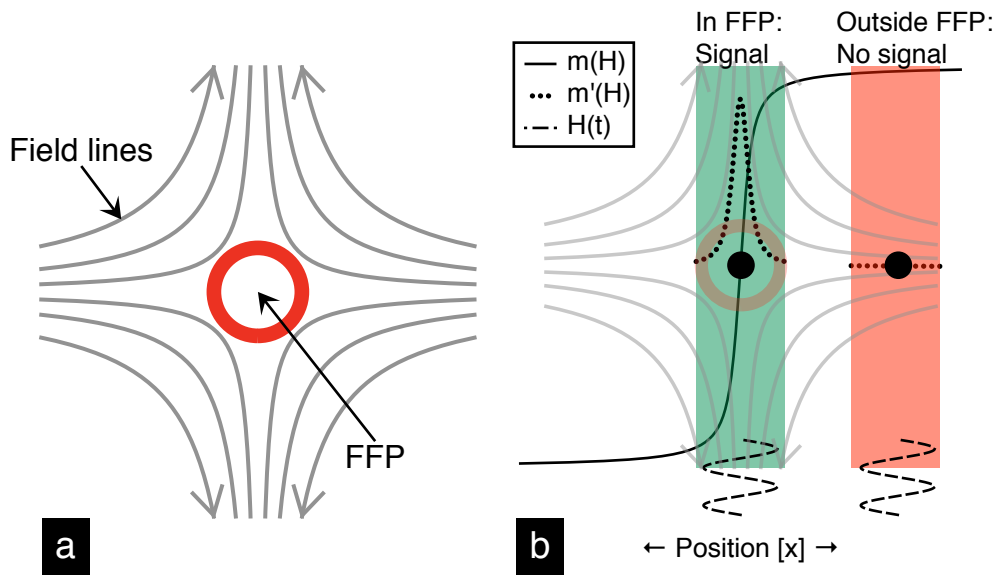 Field lines
FFP
a
In FFP:
Signal
Outside FFP:
No signal
m(H)
m'(H)
H(t)
b
← Position [x] →